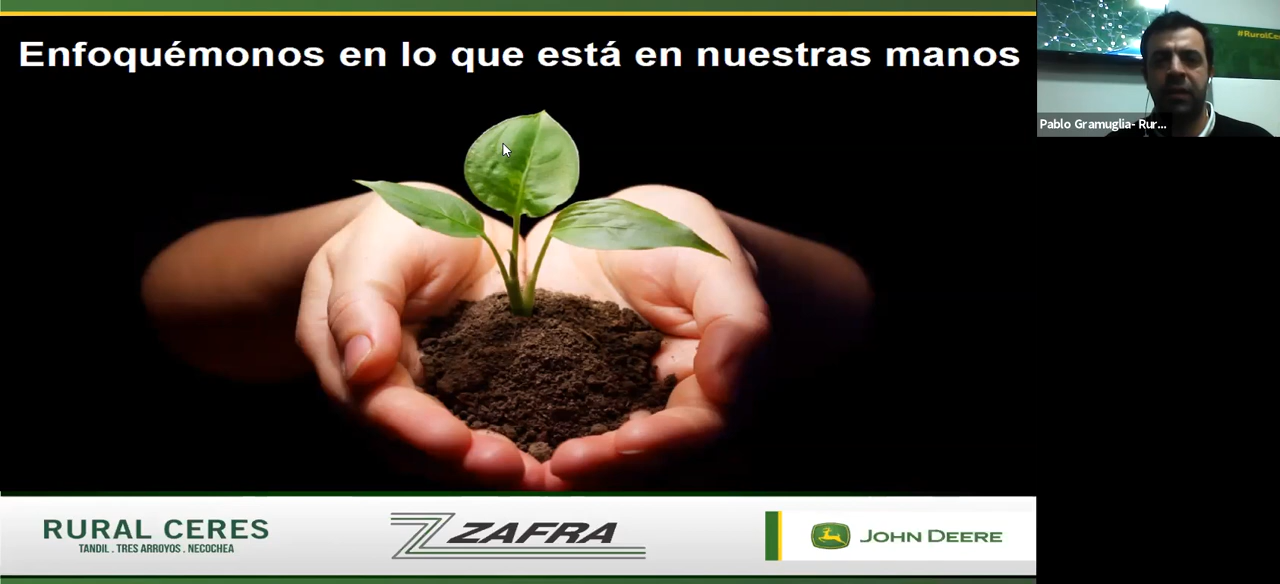 Enfoquémonos en lo que está en nuestras manos
#RuralCe
Pablo Gramuglia- Rur...
RURAL CERES
TANDIL . TRES ARROYOS . NECOCHEA
ZAFRA
JOHN DEERE